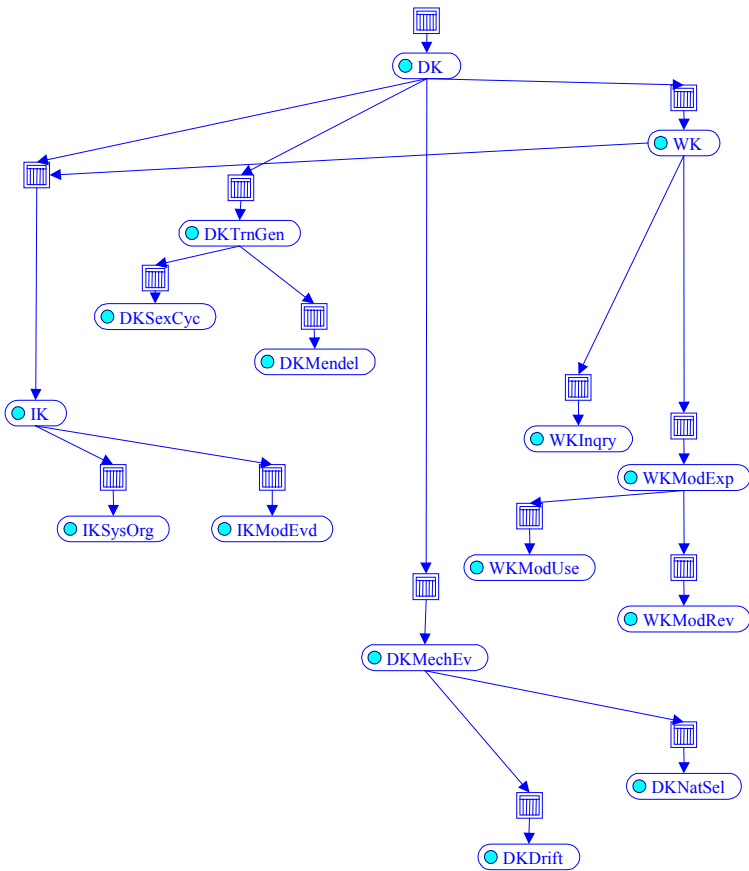 DK
WK
DKTrnGen
DKSexCyc
DKMendel
IK
WKInqry
WKModExp
IKSysOrg
IKModEvd
WKModUse
WKModRev
DKMechEv
DKNatSel
DKDrift